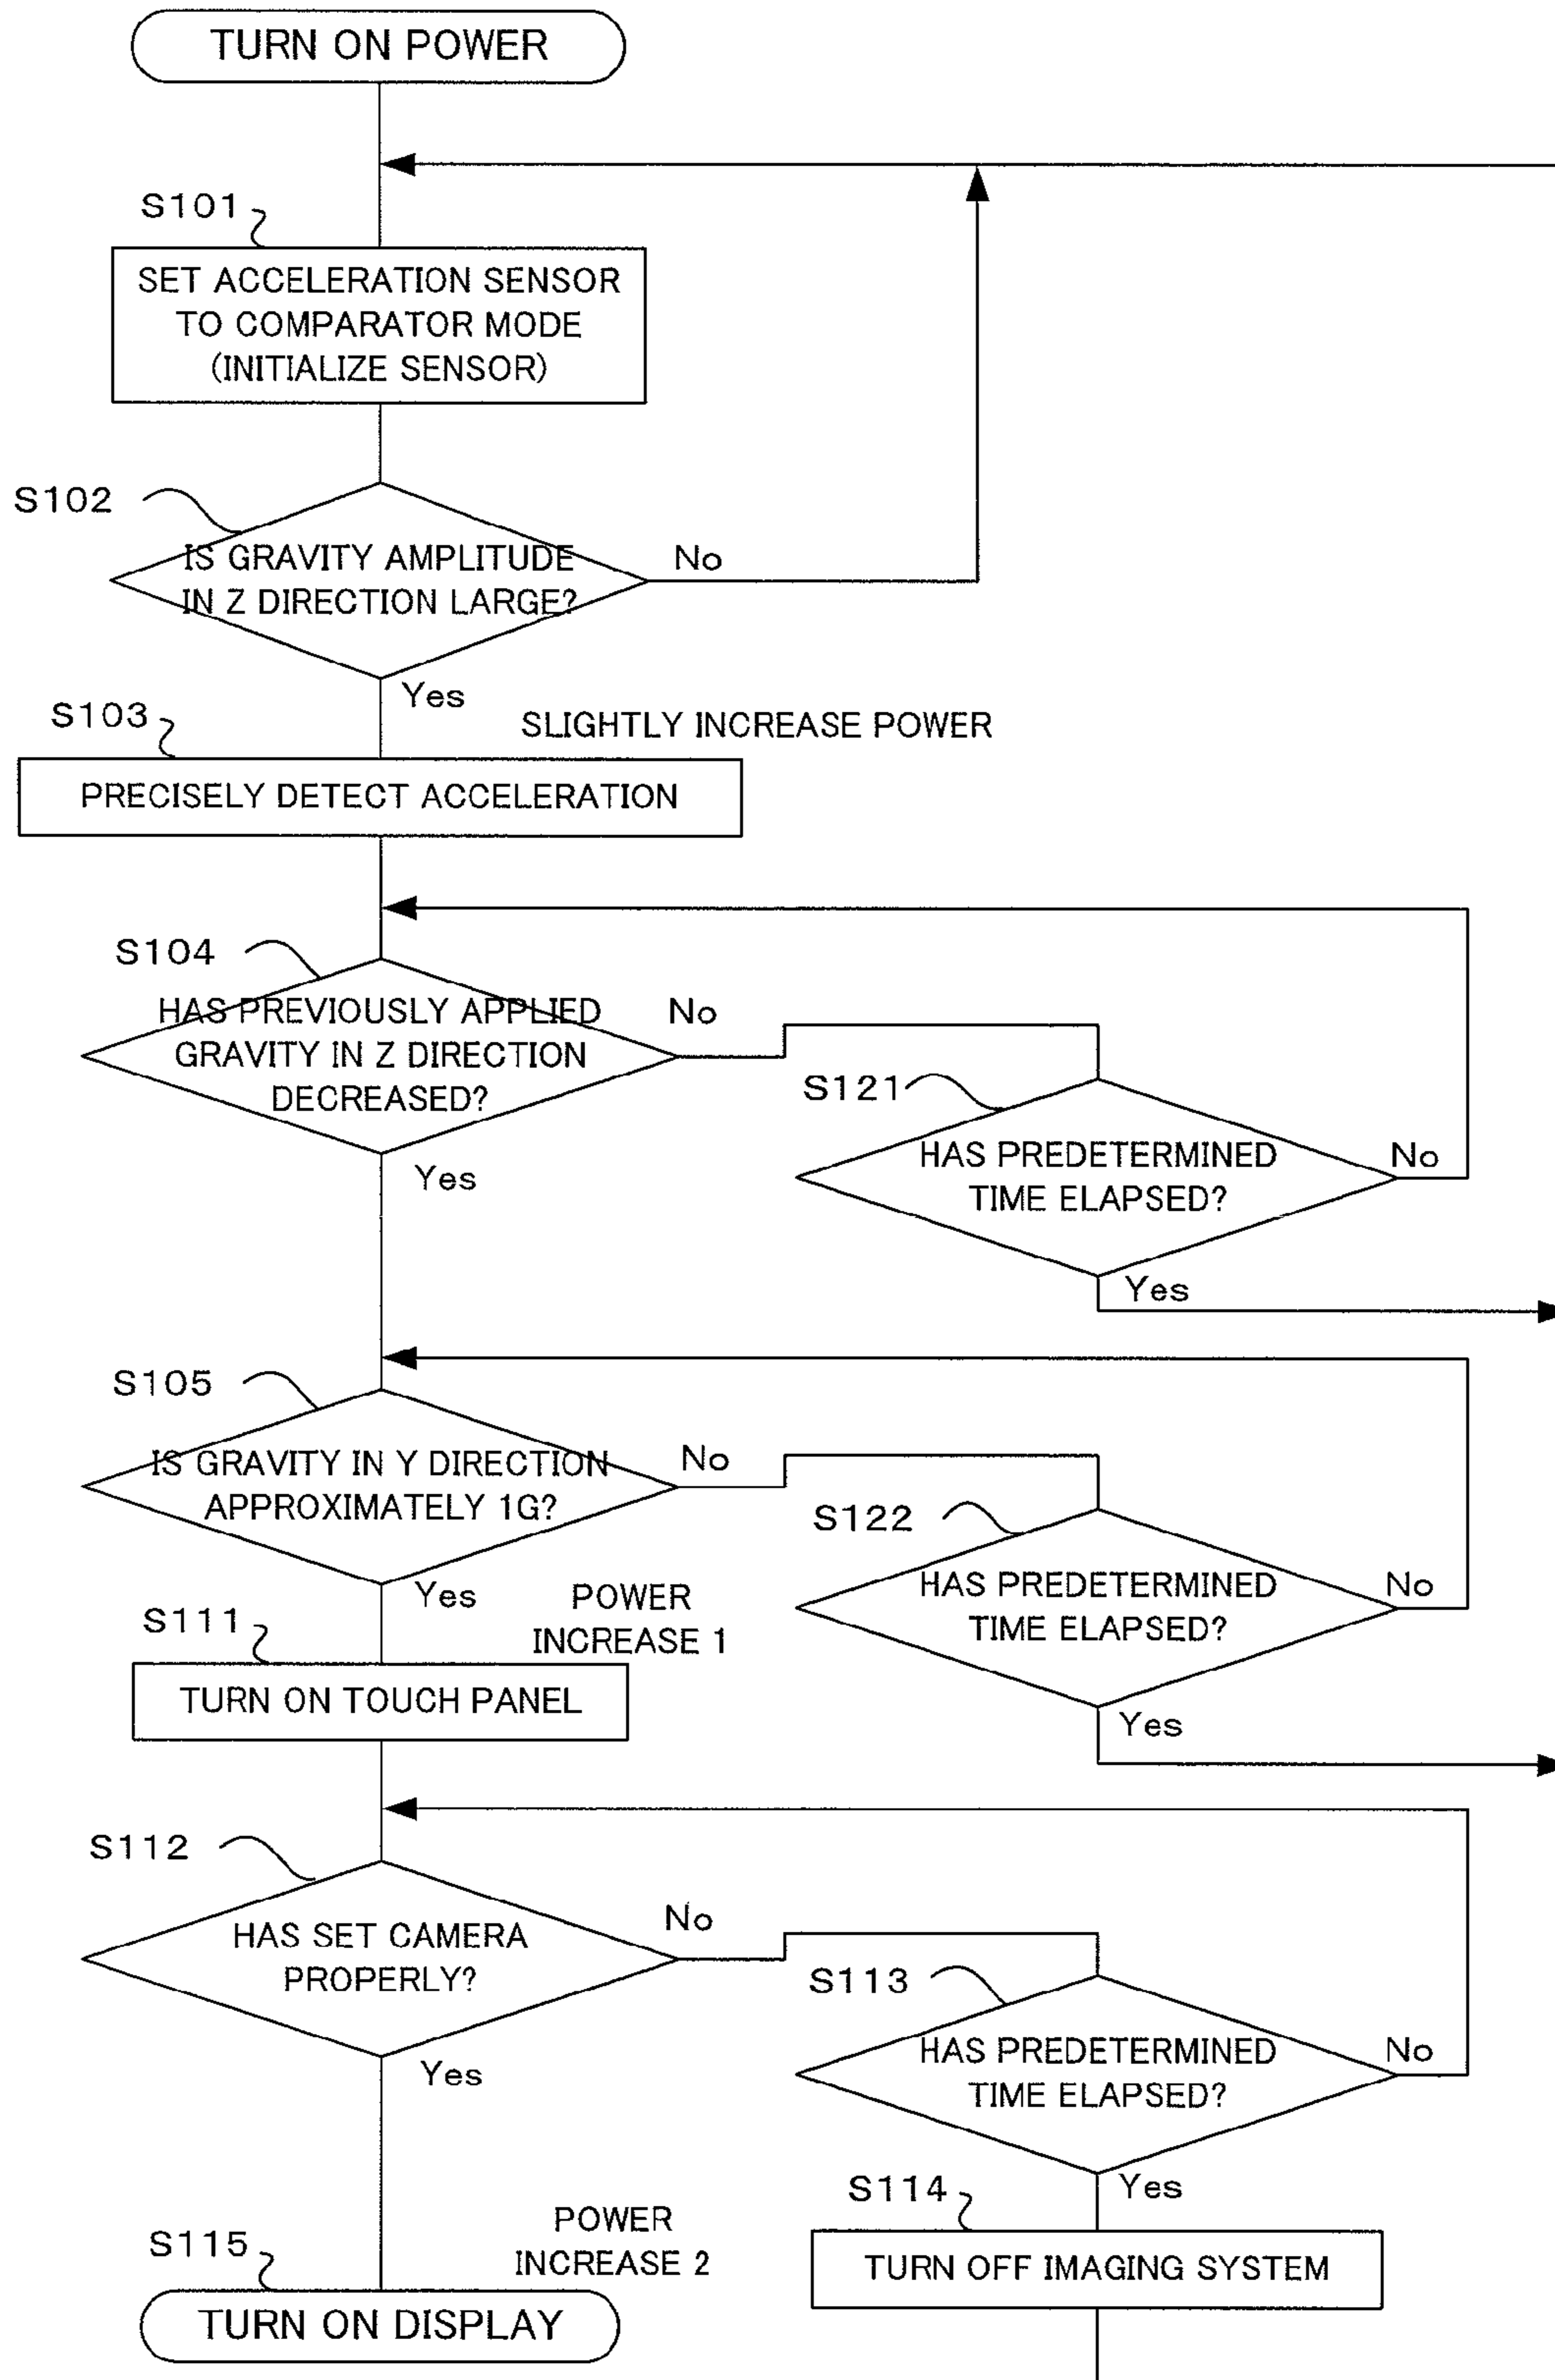 TURN ON POWER
S101
SET ACCELERATION SENSOR
TO COMPARATOR MODE
(INITIALIZE SENSOR)
S102
IS GRAVITY AMPLITUDE
IN Z DIRECTION LARGE?
No
Yes
S103
SLIGHTLY INCREASE POWER
PRECISELY DETECT ACCELERATION
S104
HAS PREVIOUSLY APPLIED
GRAVITY IN Z DIRECTION
DECREASED?
No
Yes
S121
HAS PREDETERMINED
TIME ELAPSED?
No
Yes
S105
IS GRAVITY IN Y DIRECTION
APPROXIMATELY 1G?
No
Yes
S122
HAS PREDETERMINED
TIME ELAPSED?
No
Yes
POWER
INCREASE 1
S111
TURN ON TOUCH PANEL
S112
HAS SET CAMERA
PROPERLY?
No
Yes
S113
HAS PREDETERMINED
TIME ELAPSED?
No
Yes
S114
TURN OFF IMAGING SYSTEM
POWER
INCREASE 2
S115
TURN ON DISPLAY